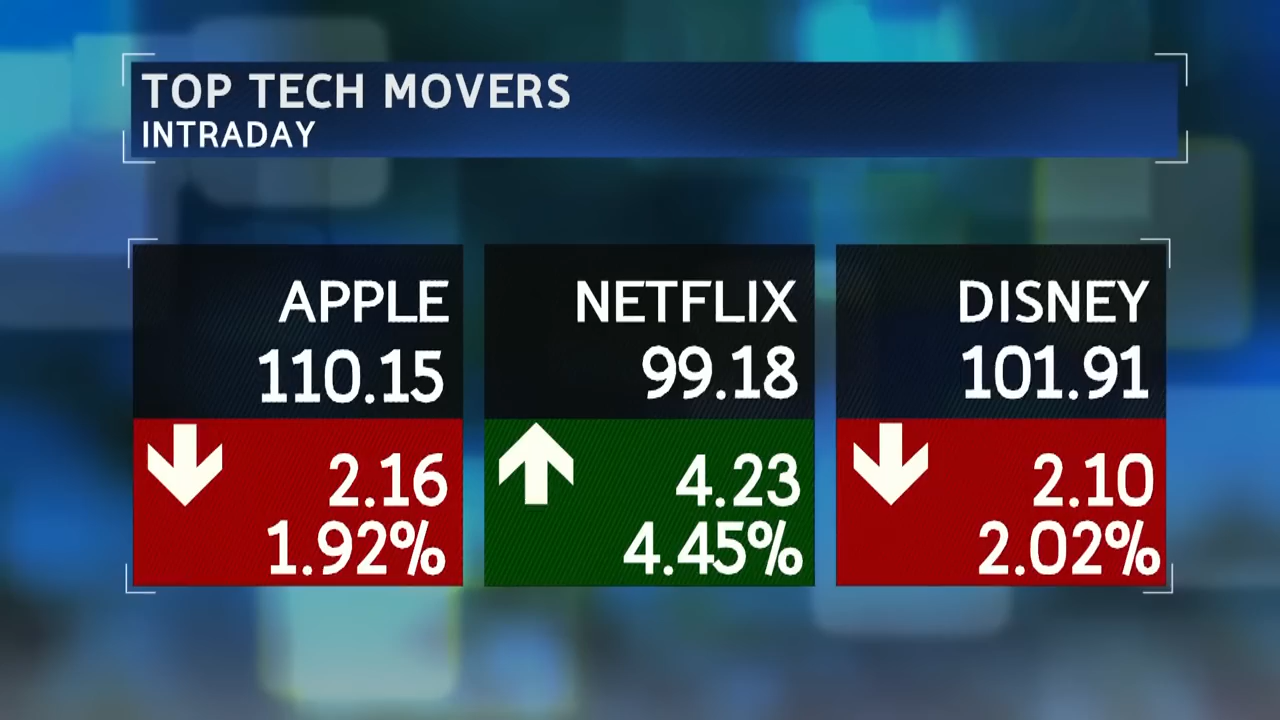 TOP TECH MOVERS
INTRADAY
APPLE
110.15
2.16
1.92%
NETFLIX
99.18
4.23
4.45%
DISNEY
101.91
2.10
2.02%